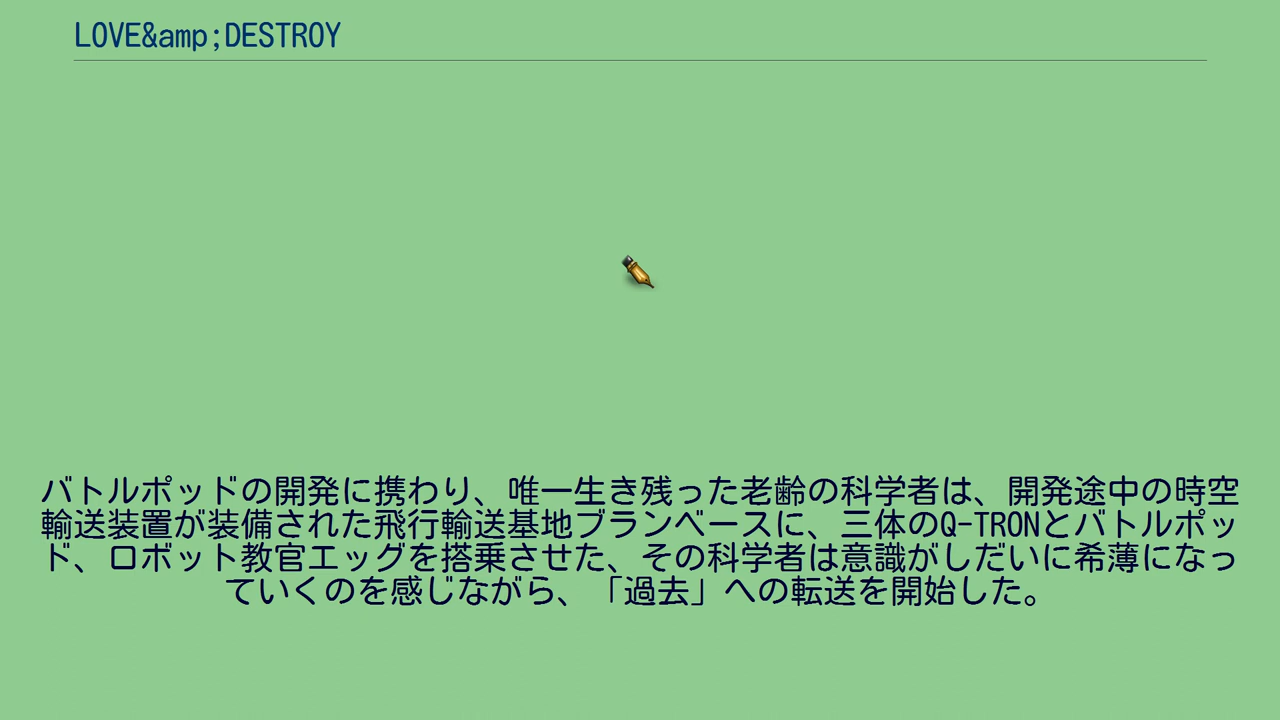 LOVE&amp;DESTROY
バトルポッドの開発に携わり、唯一生き残った老齢の科学者は、開発途中の時空
輸送装置が装備された飛行輸送基地ブランベースに、三体のQ-TRONとバトルポッ
ド、ロボット教官エッグを搭乗させた、その科学者は意識がしだいに希薄になっ
ていくのを感じながら、「過去」への転送を開始した。